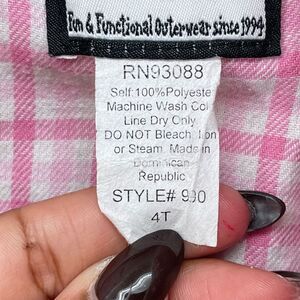 Fun & Functional Outerwear since 1994
RN93088
Self:100%Polyeste
Machine Wash Col
Line Dry Only
DO NOT Bleach, Iron
or Steam. Made in
Dominican
Republic
STYLE# 990
4T